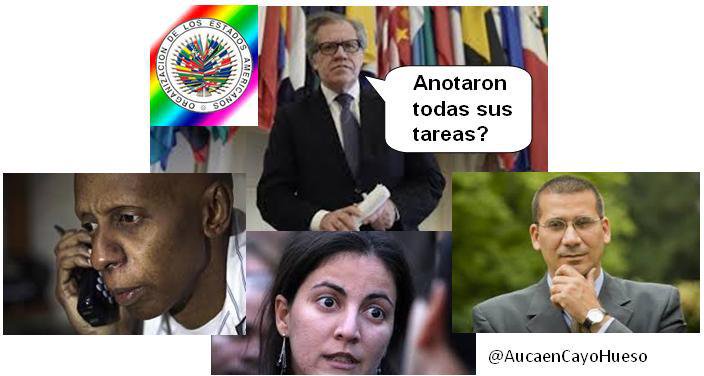 ORGANIZACION DE LOS ESTADOS AMERICANOS
Anotaron
todas sus
tareas?
@AucaenCayoHueso